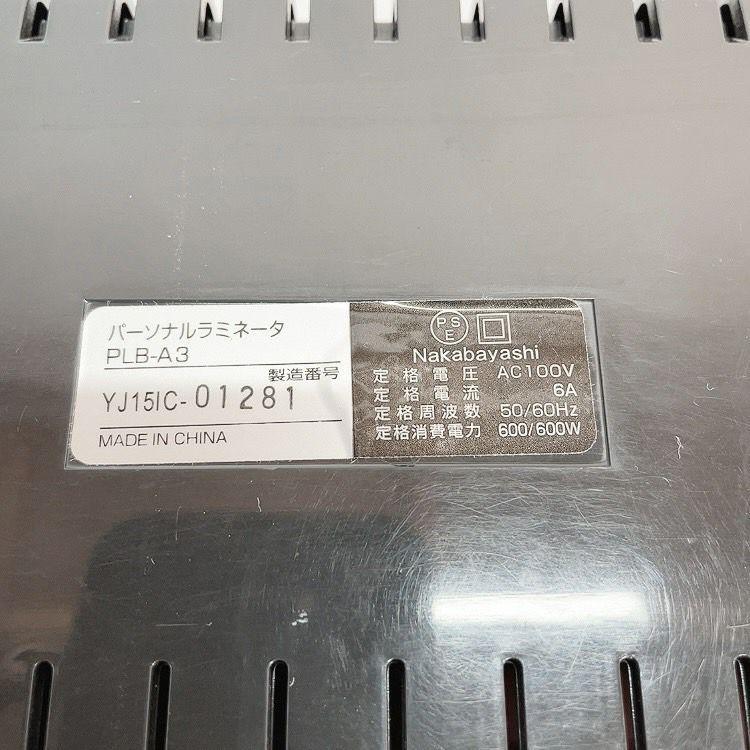 パーソナルラミネータ
PLB-A3
製造番号
YJ15IC-01281
MADE IN CHINA
PSE
Nakabayashi
定格電圧 AC100V
定格電流 6A
定格周波数 50/60Hz
定格消費電力 600/600W